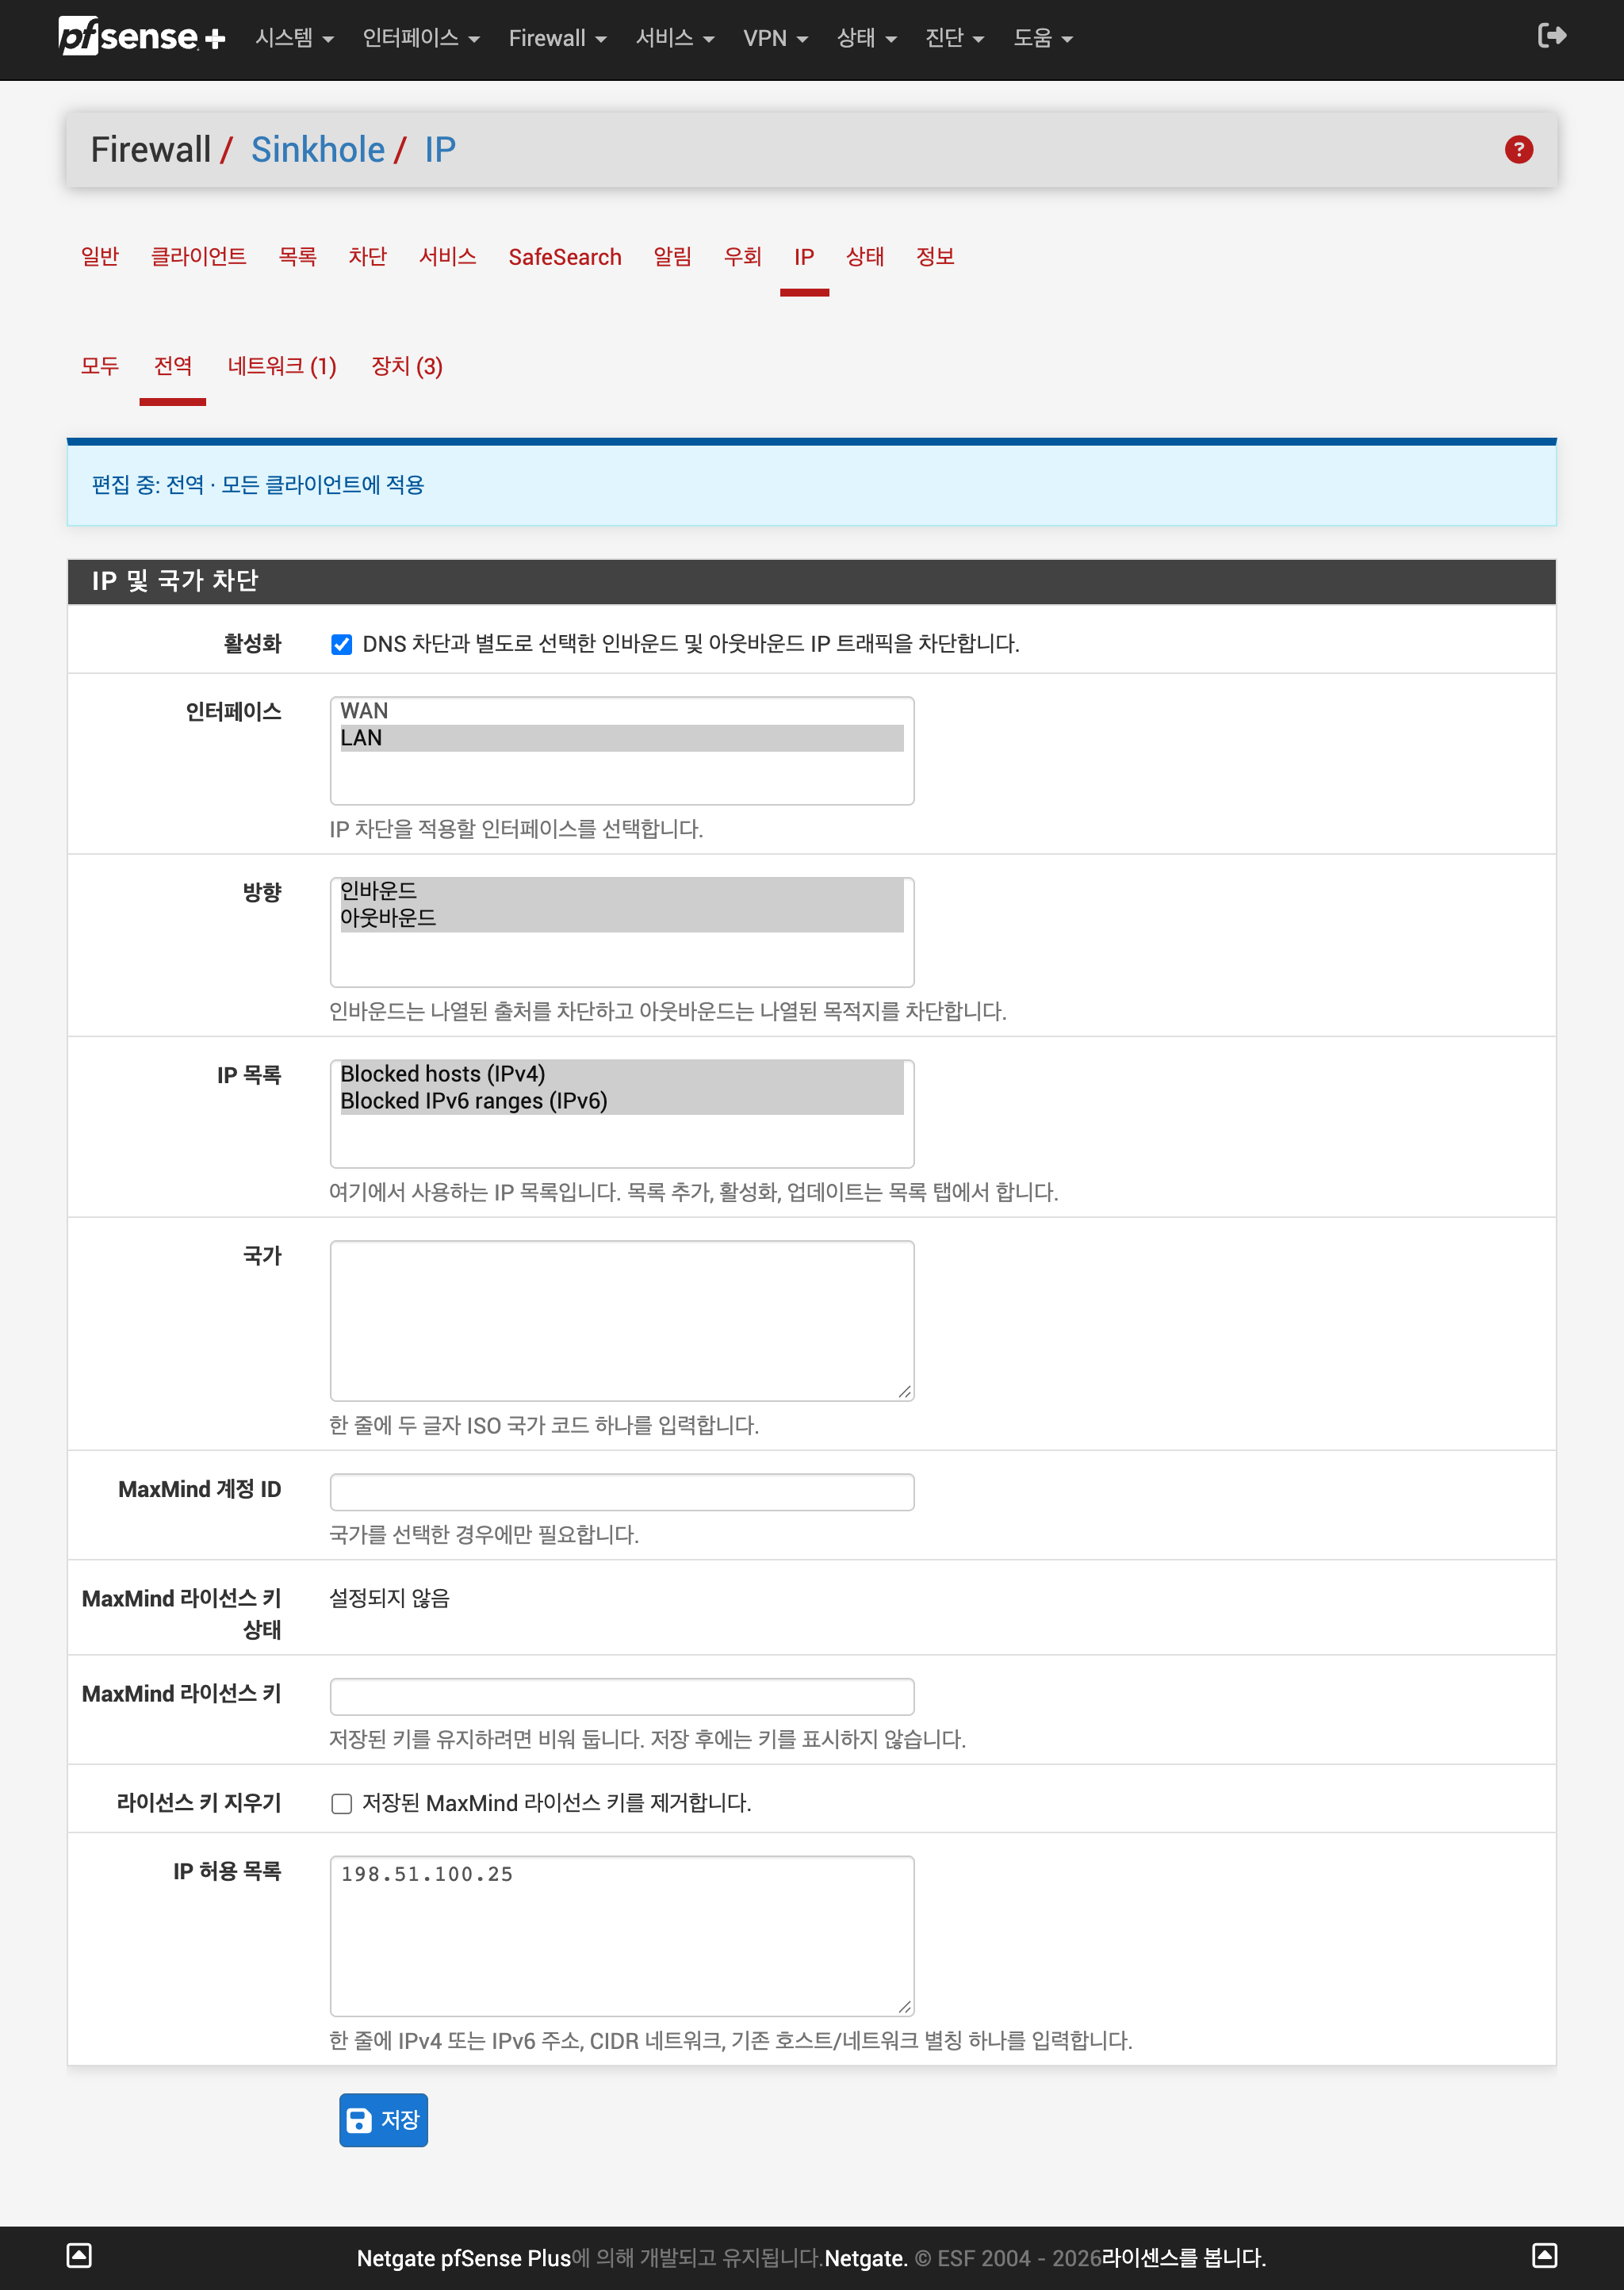 pfsense+ 시스템 인터페이스 Firewall 서비스 VPN 상태 진단 도움
Firewall / Sinkhole / IP
일반 클라이언트 목록 차단 서비스 SafeSearch 알림 우회 IP 상태 정보
모두 전역 네트워크 (1) 장치 (3)
편집 중: 전역 · 모든 클라이언트에 적용
IP 및 국가 차단
활성화 DNS 차단과 별도로 선택한 인바운드 및 아웃바운드 IP 트래픽을 차단합니다.
인터페이스 WAN
LAN
IP 차단을 적용할 인터페이스를 선택합니다.
방향 인바운드
아웃바운드
인바운드는 나열된 출처를 차단하고 아웃바운드는 나열된 목적지를 차단합니다.
IP 목록 Blocked hosts (IPv4)
Blocked IPv6 ranges (IPv6)
여기에서 사용하는 IP 목록입니다. 목록 추가, 활성화, 업데이트는 목록 탭에서 합니다.
국가
한 줄에 두 글자 ISO 국가 코드 하나를 입력합니다.
MaxMind 계정 ID
국가를 선택한 경우에만 필요합니다.
MaxMind 라이선스 키 설정되지 않음
상태
MaxMind 라이선스 키
저장된 키를 유지하려면 비워 둡니다. 저장 후에는 키를 표시하지 않습니다.
라이선스 키 지우기 저장된 MaxMind 라이선스 키를 제거합니다.
IP 허용 목록 198.51.100.25
한 줄에 IPv4 또는 IPv6 주소, CIDR 네트워크, 기존 호스트/네트워크 별칭 하나를 입력합니다.
저장
Netgate pfSense Plus에 의해 개발되고 유지됩니다.Netgate. © ESF 2004 - 2026라이센스를 봅니다.